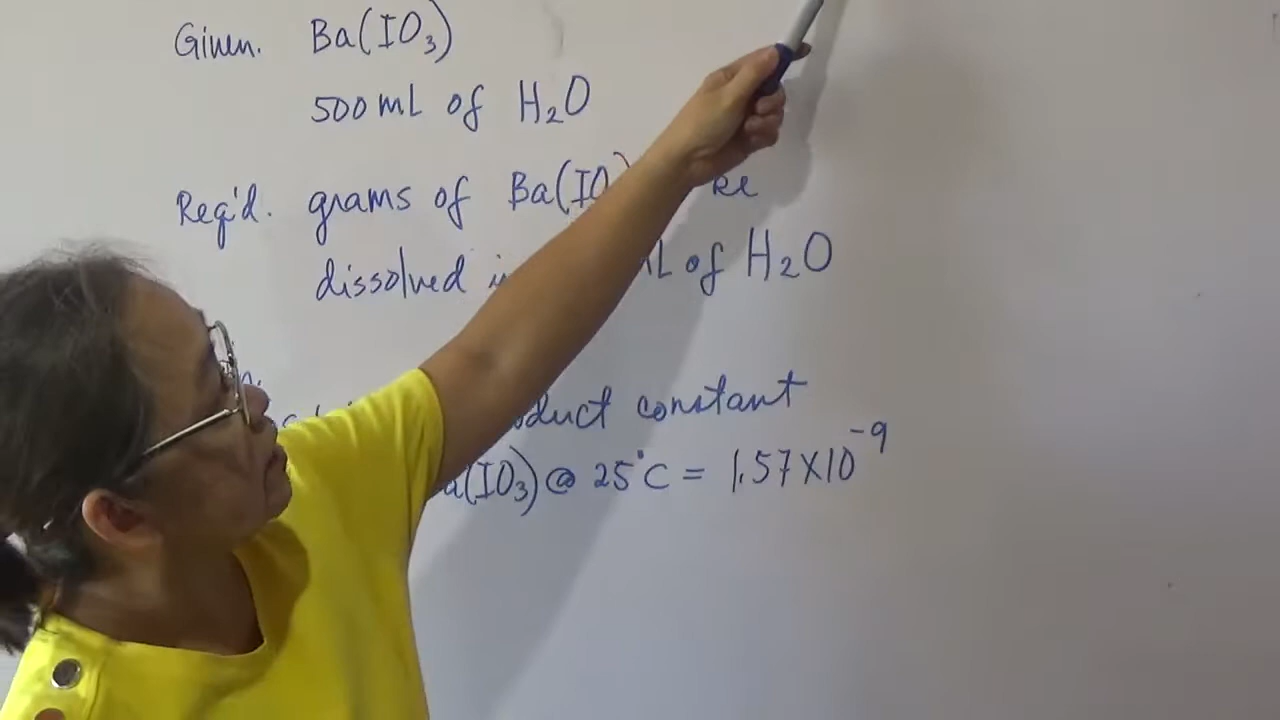 Given. Ba(IO₃)
500 mL of H₂O
Req'd. grams of Ba(IO
dissolved of H₂O
constant
(IO₃) @ 25°C = 1.57 X 10⁻⁹